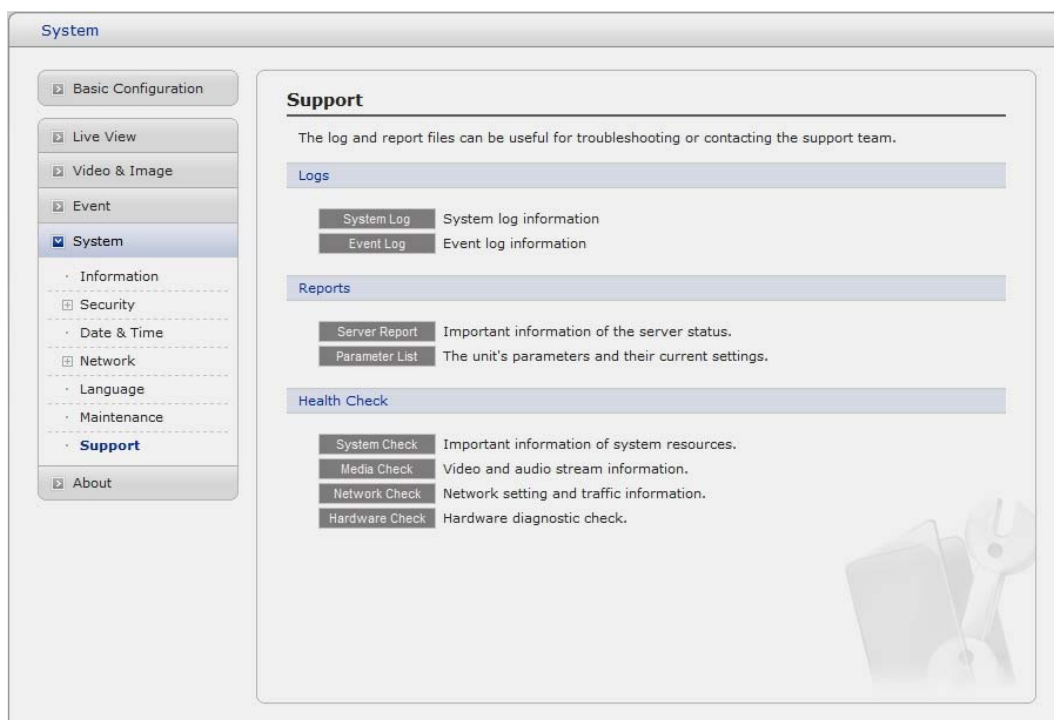 System
Basic Configuration
Live View
Video & Image
Event
System
Information
Security
Date & Time
Network
Language
Maintenance
Support
About
Support
The log and report files can be useful for troubleshooting or contacting the support team.
Logs
System Log System log information
Event Log Event log information
Reports
Server Report Important information of the server status.
Parameter List The unit's parameters and their current settings.
Health Check
System Check Important information of system resources.
Media Check Video and audio stream information.
Network Check Network setting and traffic information.
Hardware Check Hardware diagnostic check.